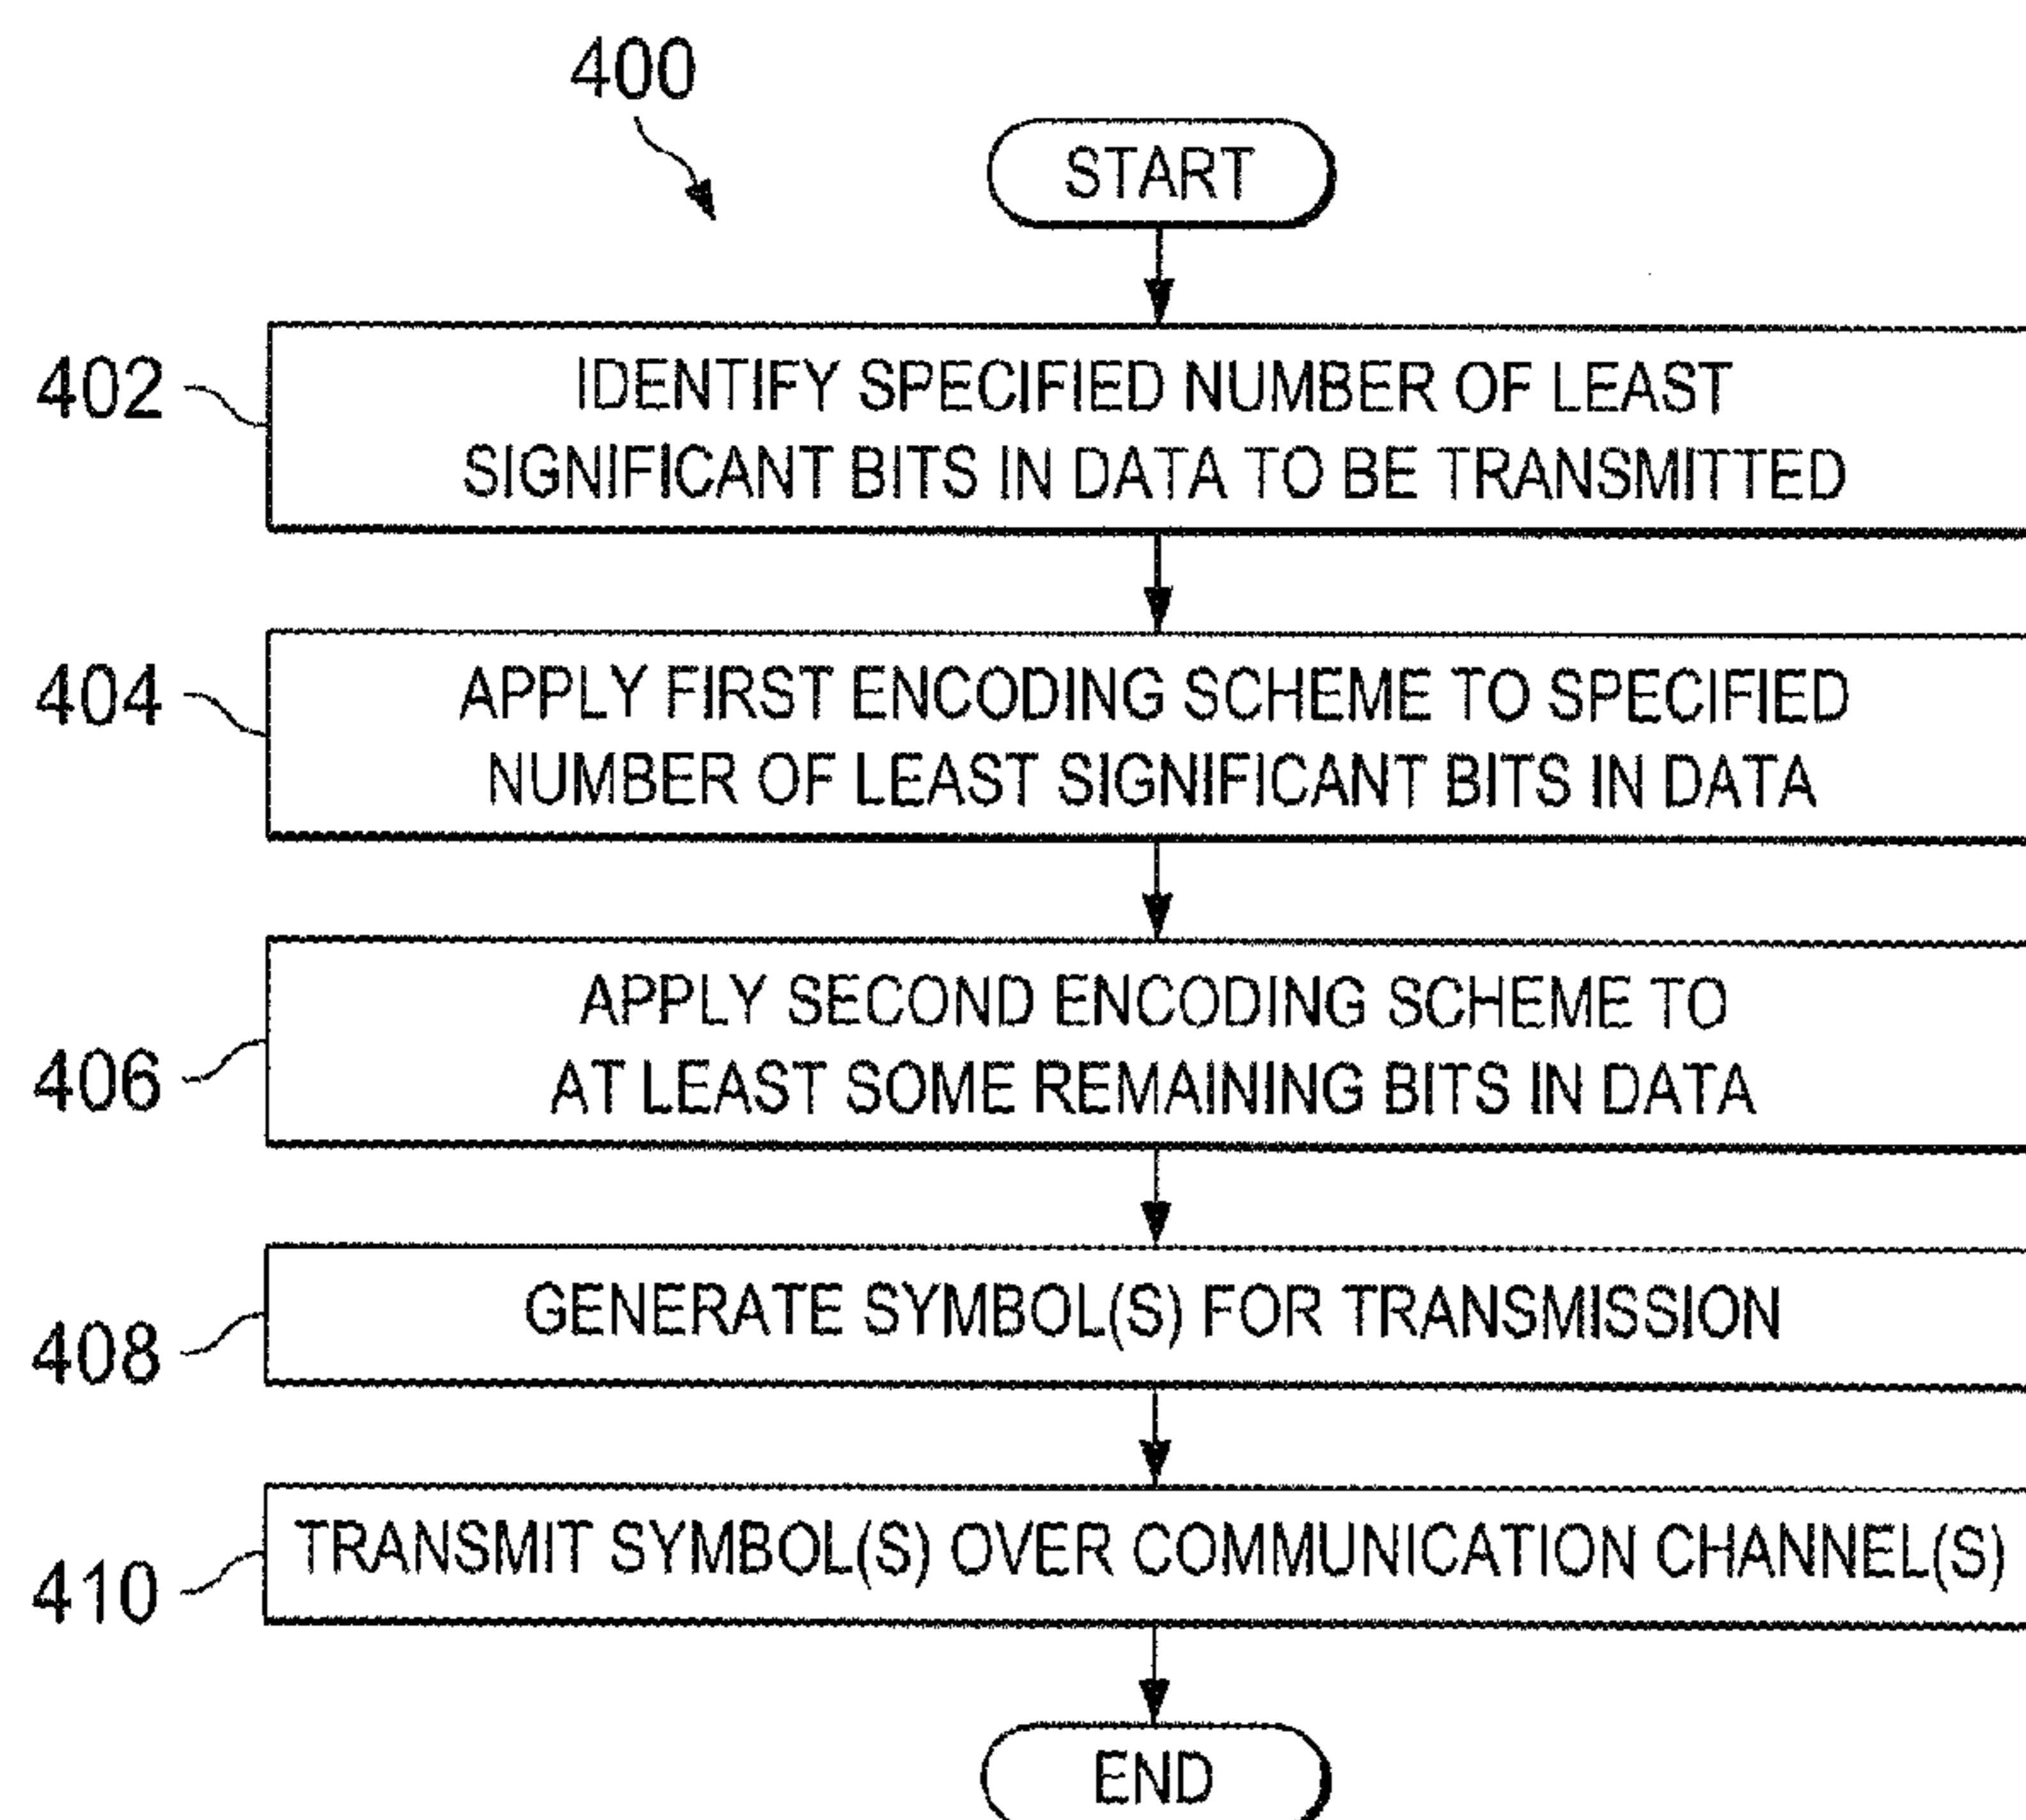 400
START
402
IDENTIFY SPECIFIED NUMBER OF LEAST
SIGNIFICANT BITS IN DATA TO BE TRANSMITTED
404
APPLY FIRST ENCODING SCHEME TO SPECIFIED
NUMBER OF LEAST SIGNIFICANT BITS IN DATA
406
APPLY SECOND ENCODING SCHEME TO
AT LEAST SOME REMAINING BITS IN DATA
408
GENERATE SYMBOL(S) FOR TRANSMISSION
410
TRANSMIT SYMBOL(S) OVER COMMUNICATION CHANNEL(S)
END